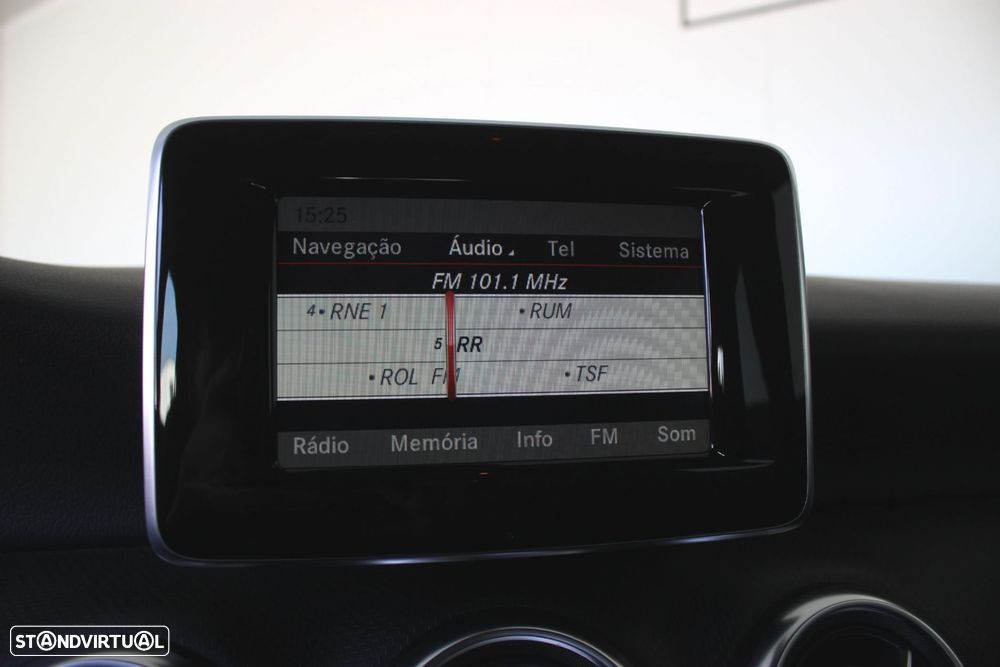 15:25
Navegação Áudio Tel Sistema
FM 101.1 MHz
4• RNE 1 • RUM
5 RR
• ROL FM • TSF
Rádio Memória Info FM Som
STANDVIRTUAL